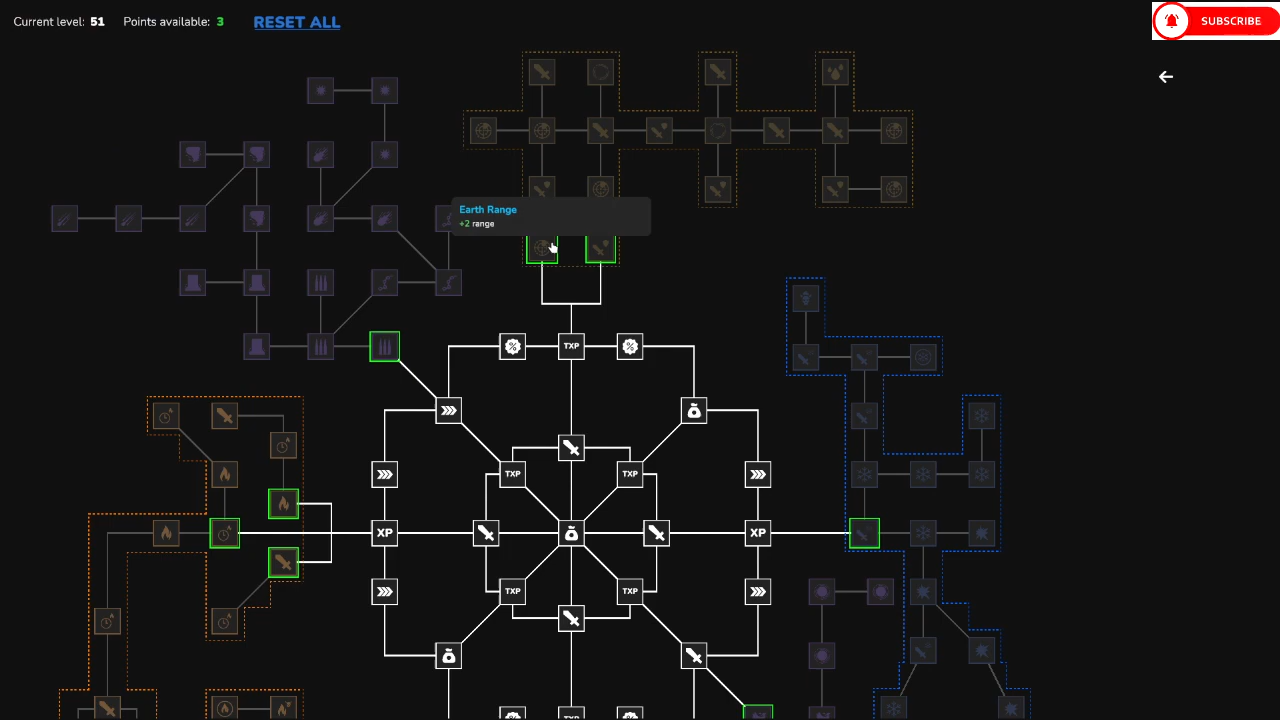 Current level: 51
Points available: 3
RESET ALL
SUBSCRIBE
Earth Range
+2 range
TXP
TXP
TXP
XP
XP
TXP
TXP
TXP